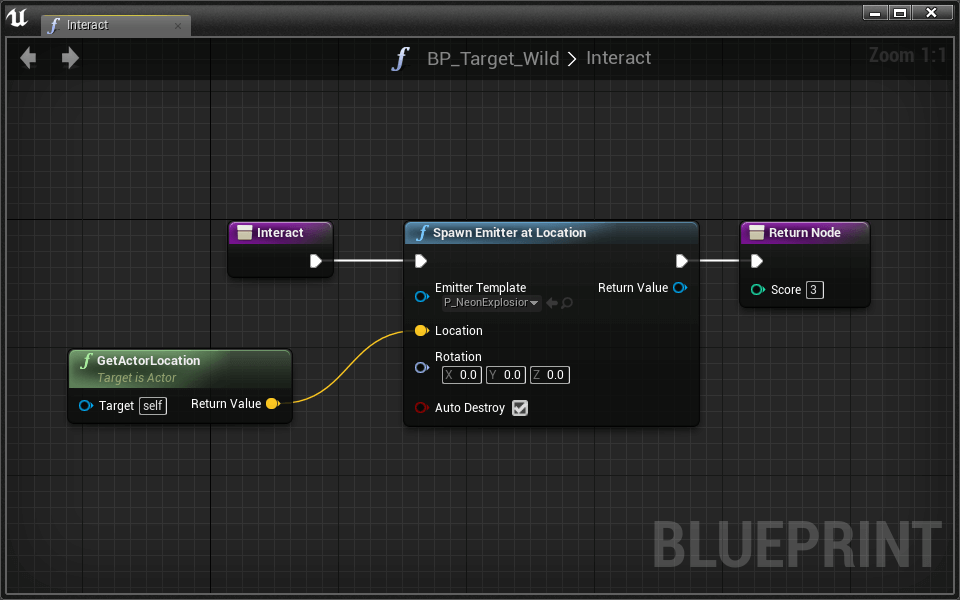 Interact
BP_Target_Wild > Interact
Zoom 1:1
Interact
Spawn Emitter at Location
Return Node
Emitter Template
P_NeonExplosior
Return Value
Score 3
Location
Rotation
X 0.0 Y 0.0 Z 0.0
Auto Destroy
GetActorLocation
Target is Actor
Target self
Return Value
BLUEPRINT